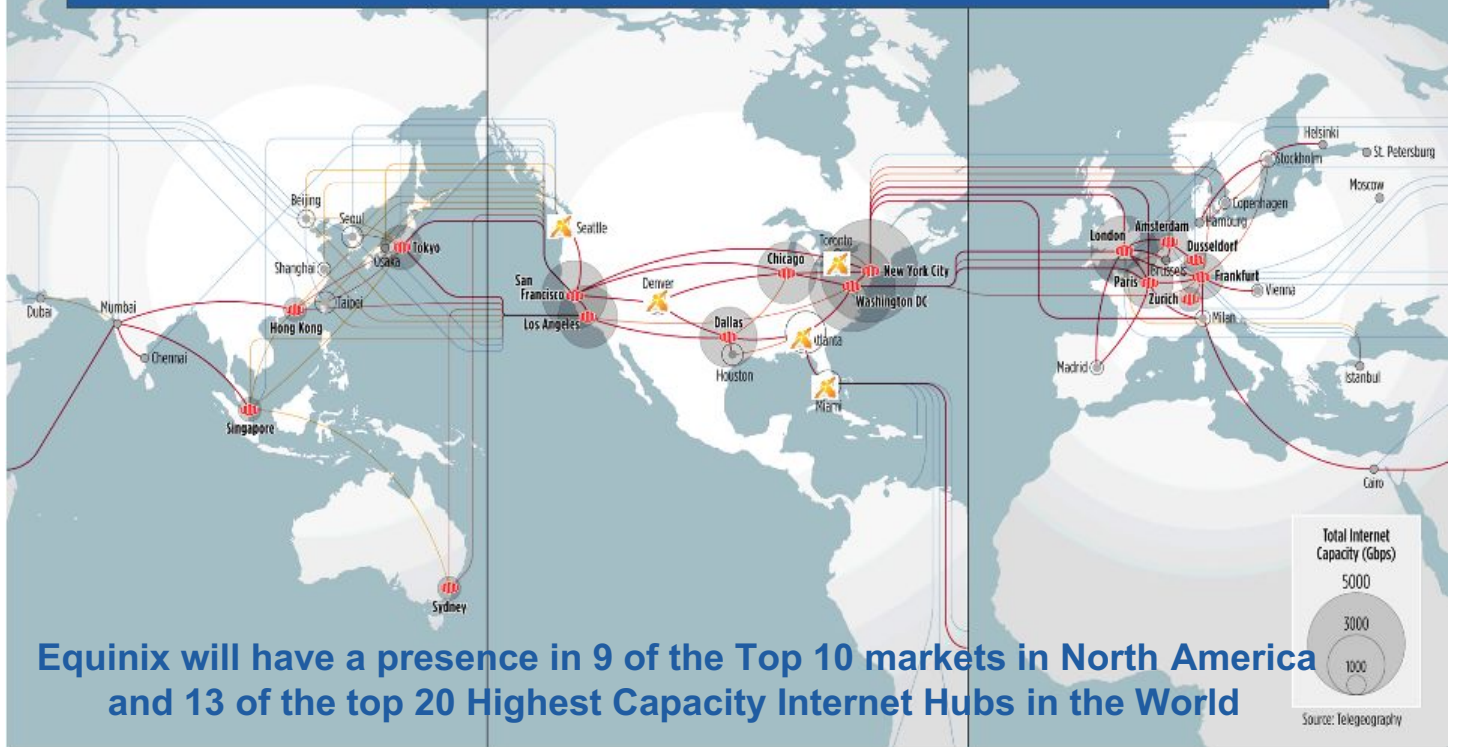 Helsinki
Stockholm
St. Petersburg
Moscow
Copenhagen
Hamburg
Beijing
Seoul
Seattle
Tokyo
Osaka
Shanghai
Taipei
Hong Kong
Dubai
Mumbai
Chennai
Singapore
Sydney
San
Francisco
Los Angeles
Denver
Dallas
Houston
Chicago
Toronto
New York City
Washington DC
Miami
London
Amsterdam
Dusseldorf
Frankfurt
Paris
Zurich
Vienna
Milan
Madrid
Istanbul
Cairo
Total Internet
Capacity (Gbps)
5000
3000
1000
Source: Telegeography
Equinix will have a presence in 9 of the Top 10 markets in North America
and 13 of the top 20 Highest Capacity Internet Hubs in the World